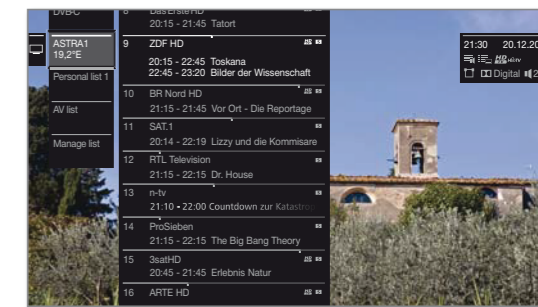 DVB-C
ASTRA1
19,2°E
Personal list 1
AV list
Manage list
8 Das Erste HD
20:15 - 21:45 Tatort
9 ZDF HD
20:15 - 22:45 Toskana
22:45 - 23:20 Bilder der Wissenschaft
10 BR Nord HD
21:15 - 21:45 Vor Ort - Die Reportage
11 SAT.1
20:14 - 22:19 Lizzy und die Kommisare
12 RTL Television
21:15 - 22:15 Dr. House
13 n-tv
21:10 - 22:00 Countdown zur Katastrop
14 ProSieben
21:15 - 22:15 The Big Bang Theory
15 3satHD
20:45 - 21:45 Erlebnis Natur
16 ARTE HD
21:30 20.12.20
Digital